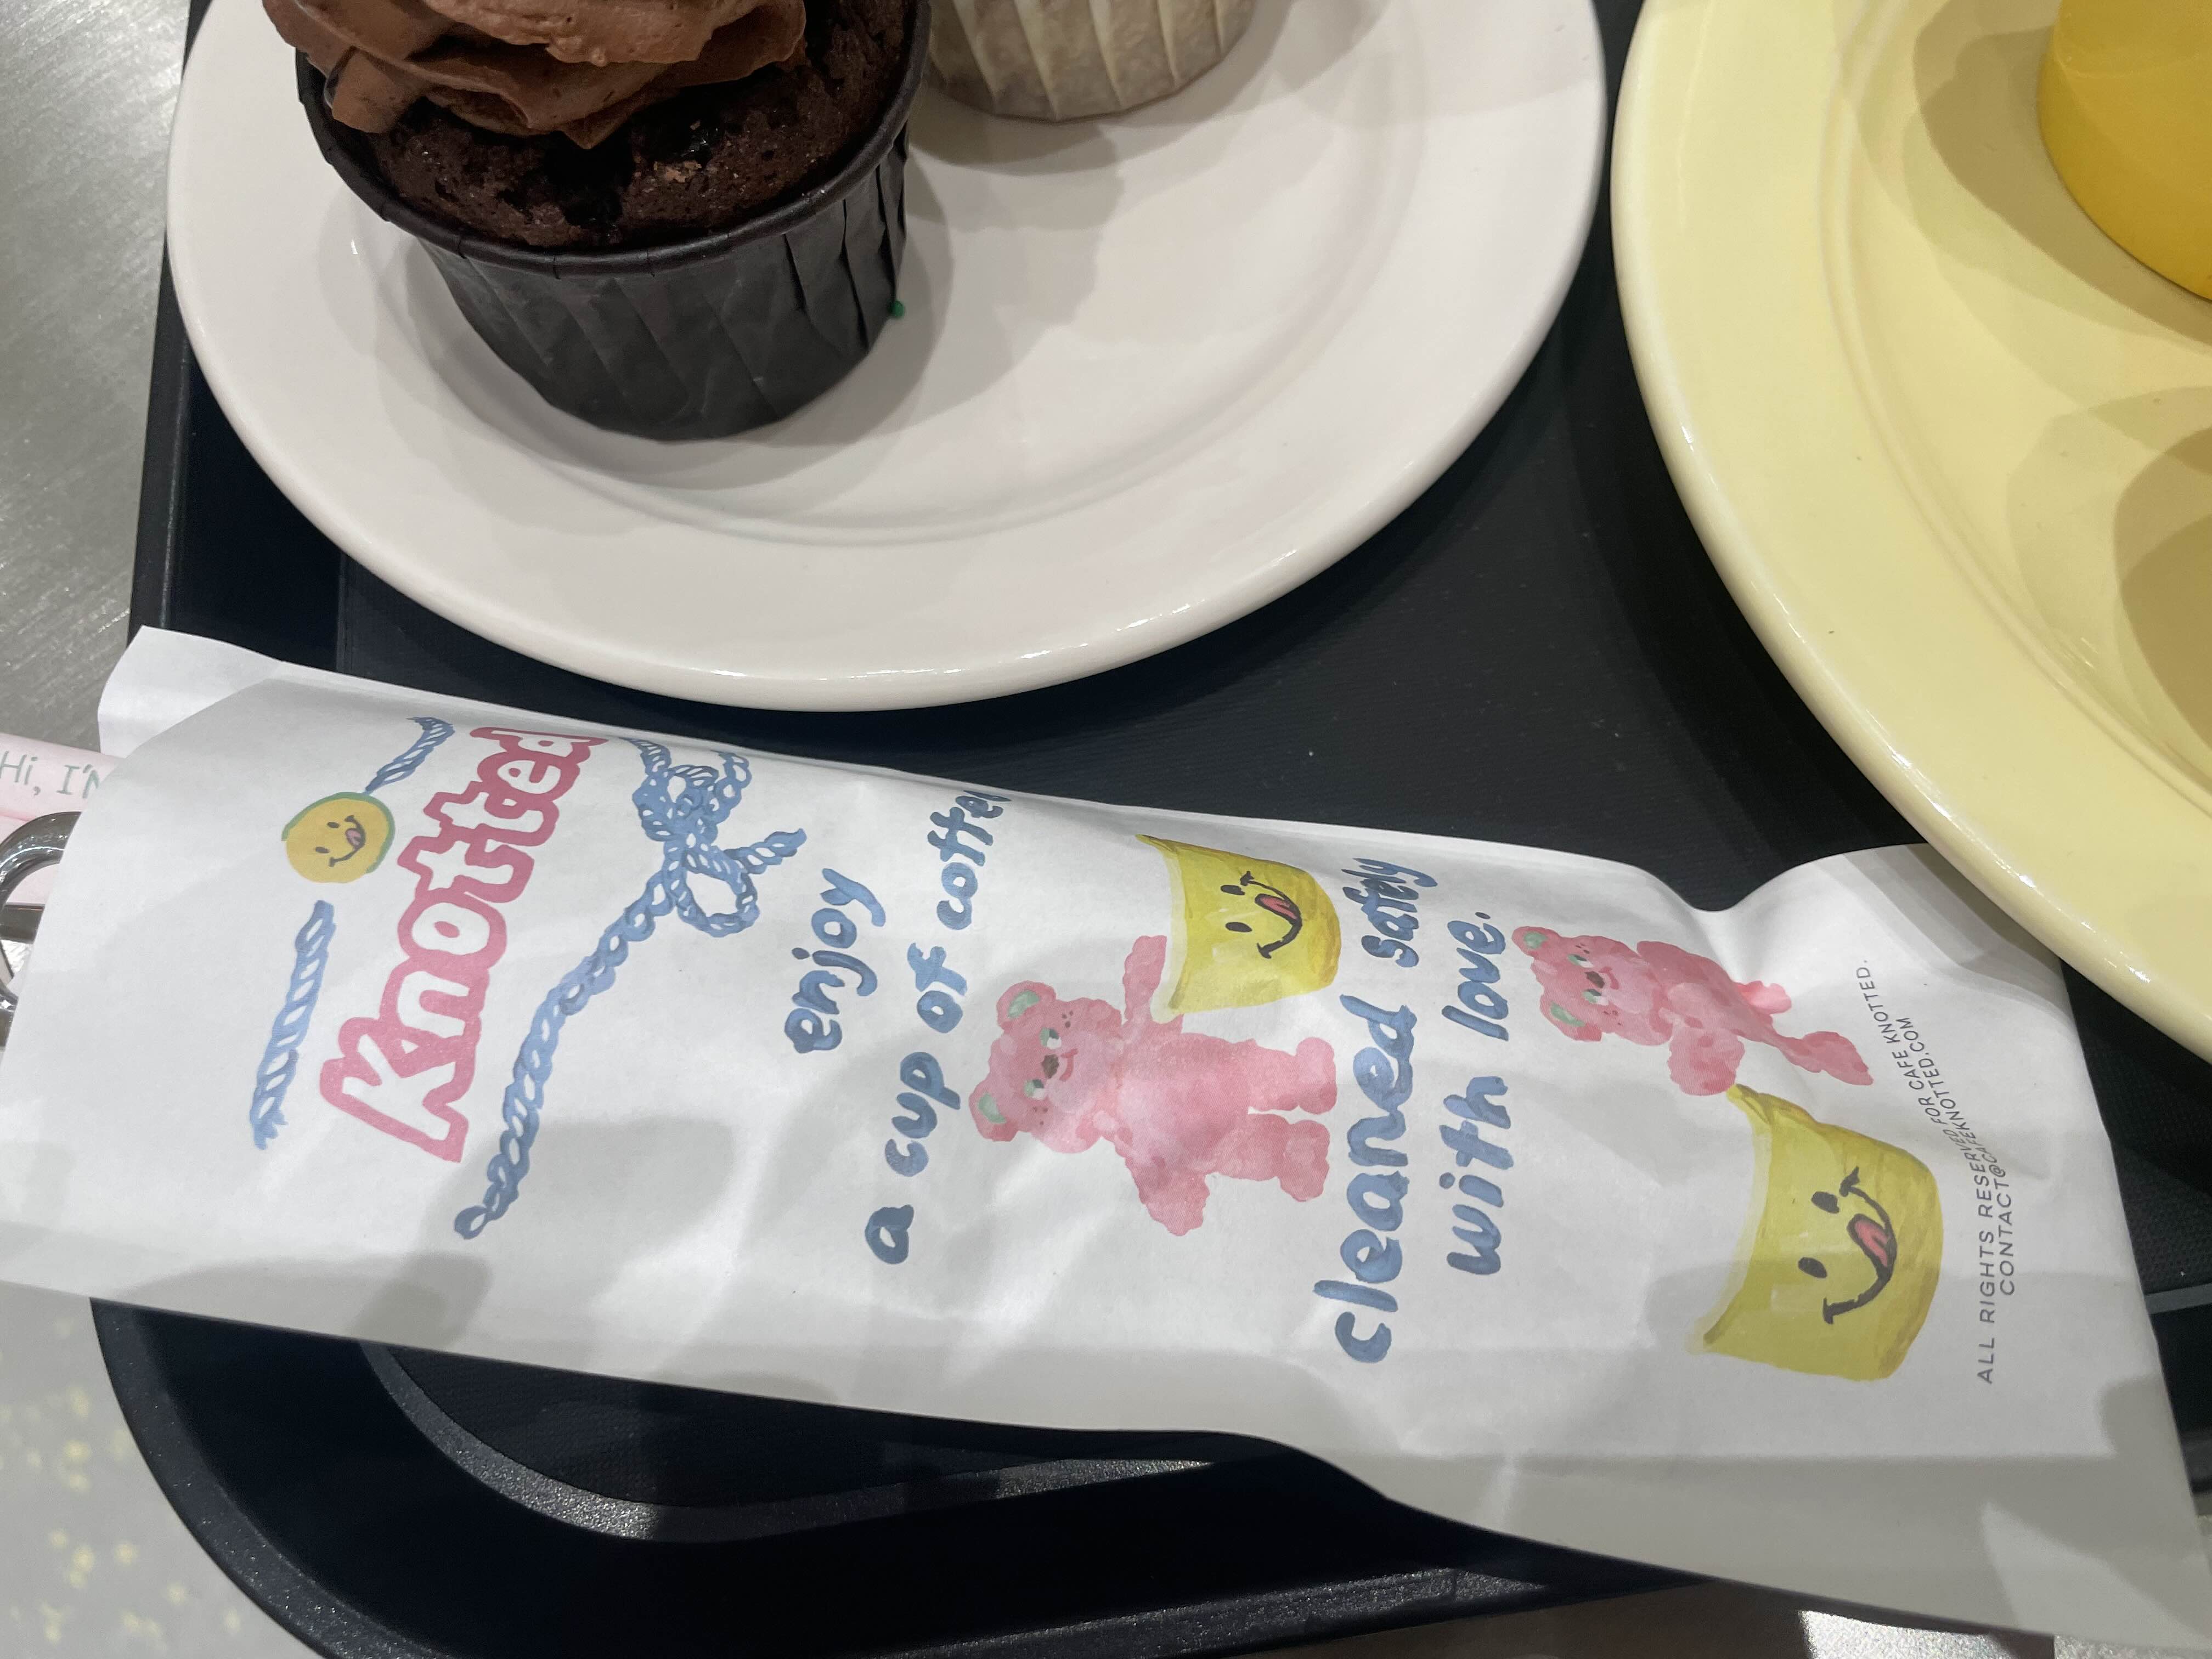 Hi, I'M
Knotted
enjoy
a cup of coffee
cleaned safely
with love.
ALL RIGHTS RESERVED FOR CAFE KNOTTED.
CONTACT@CAFEKNOTTED.COM